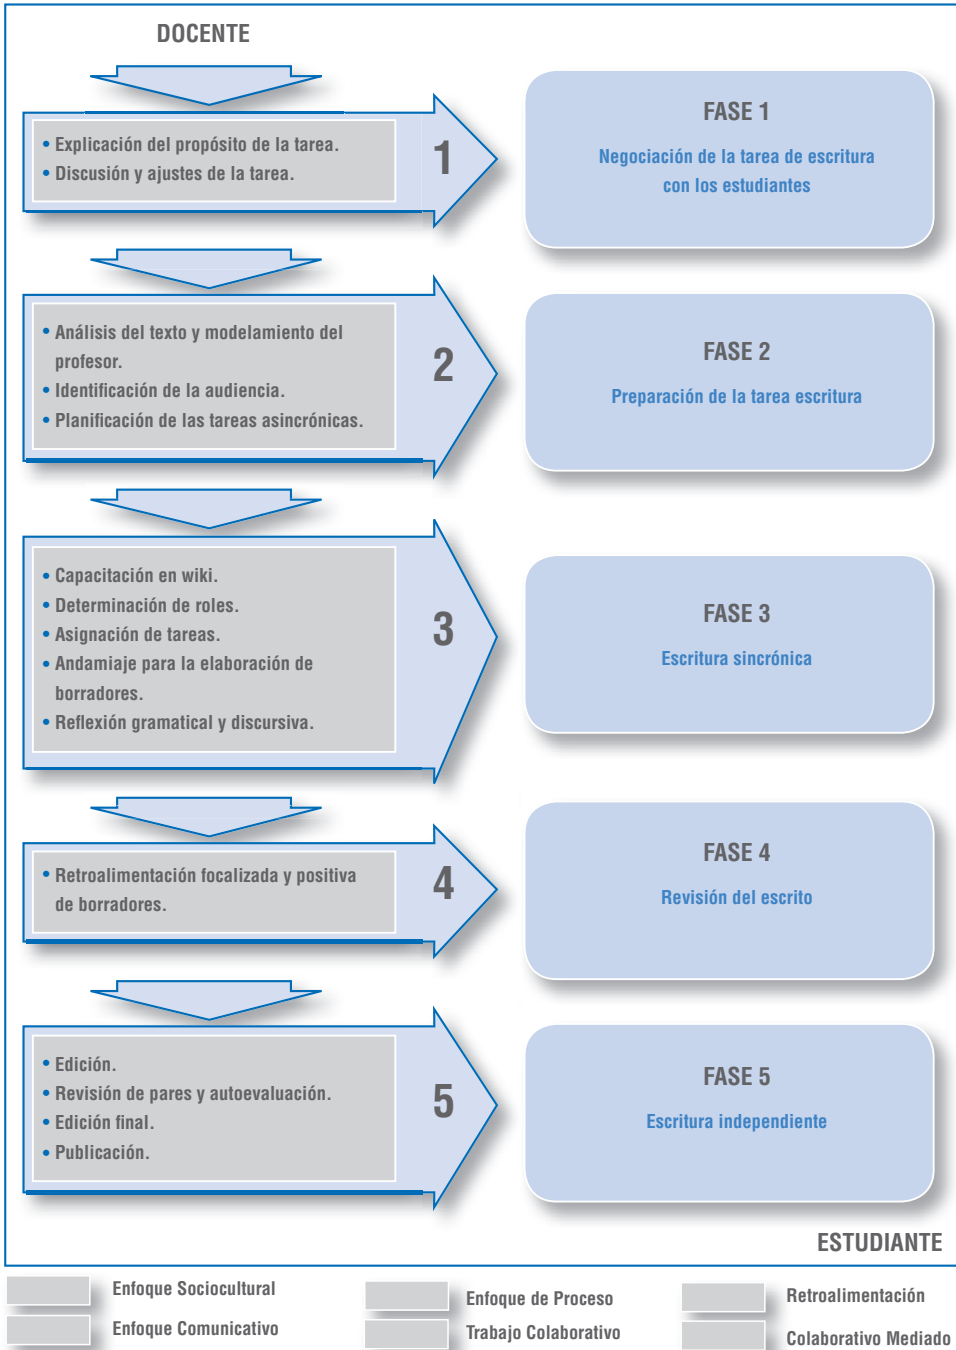 DOCENTE
• Explicación del propósito de la tarea.
• Discusión y ajustes de la tarea.
1
FASE 1
Negociación de la tarea de escritura
con los estudiantes
• Análisis del texto y modelamiento del
profesor.
• Identificación de la audiencia.
• Planificación de las tareas asincrónicas.
2
FASE 2
Preparación de la tarea escritura
• Capacitación en wiki.
• Determinación de roles.
• Asignación de tareas.
• Andamiaje para la elaboración de
borradores.
• Reflexión gramatical y discursiva.
3
FASE 3
Escritura sincrónica
• Retroalimentación focalizada y positiva
de borradores.
4
FASE 4
Revisión del escrito
• Edición.
• Revisión de pares y autoevaluación.
• Edición final.
• Publicación.
5
FASE 5
Escritura independiente
ESTUDIANTE
Enfoque Sociocultural
Enfoque de Proceso
Retroalimentación
Enfoque Comunicativo
Trabajo Colaborativo
Colaborativo Mediado